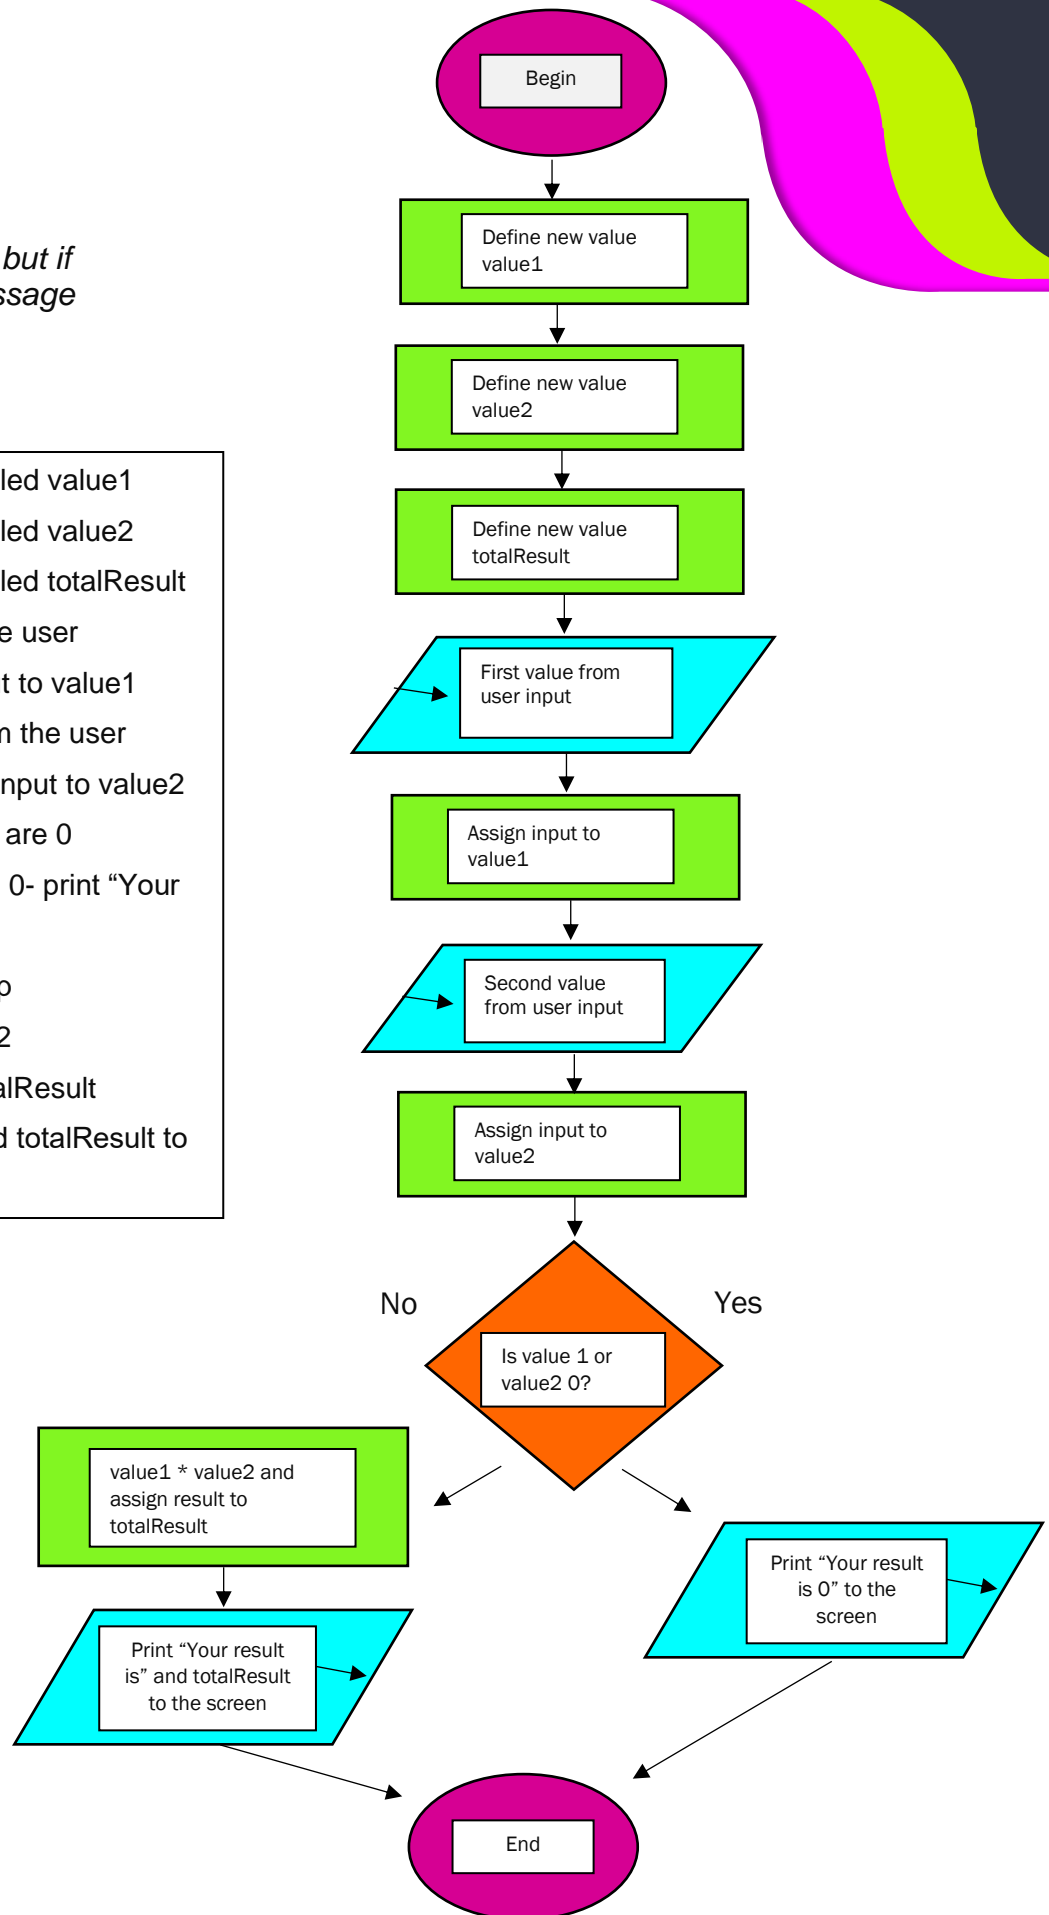 but if
ssage
led value1
led value2
led totalResult
e user
t to value1
m the user
input to value2
are 0
0- print “Your
p
2
alResult
d totalResult to
Begin
Define new value
value1
Define new value
value2
Define new value
totalResult
First value from
user input
Assign input to
value1
Second value
from user input
Assign input to
value2
No
Yes
Is value 1 or
value2 0?
value1 * value2 and
assign result to
totalResult
Print “Your result
is” and totalResult
to the screen
Print “Your result
is 0” to the
screen
End